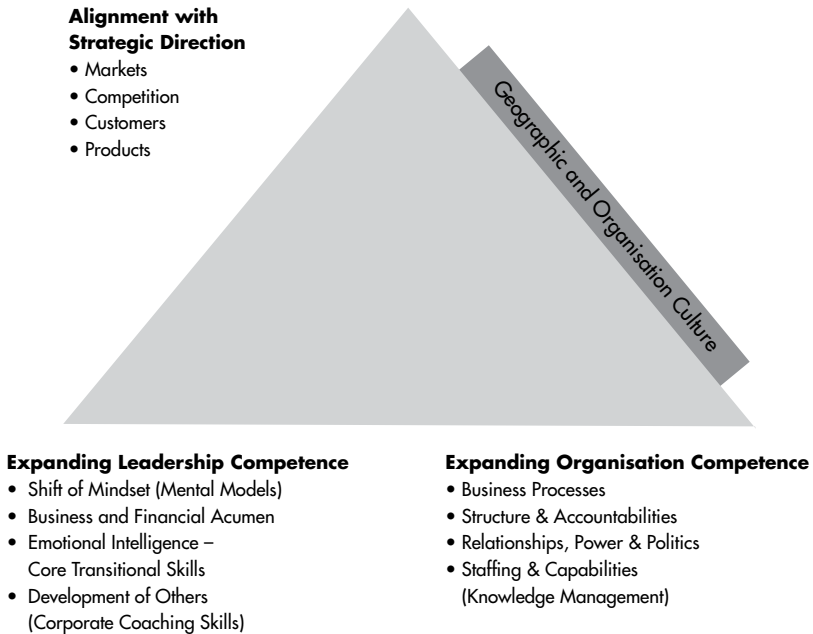 Alignment with
Strategic Direction
• Markets
• Competition
• Customers
• Products
Geographic and Organisation Culture
Expanding Leadership Competence
• Shift of Mindset (Mental Models)
• Business and Financial Acumen
• Emotional Intelligence –
Core Transitional Skills
• Development of Others
(Corporate Coaching Skills)
Expanding Organisation Competence
• Business Processes
• Structure & Accountabilities
• Relationships, Power & Politics
• Staffing & Capabilities
(Knowledge Management)